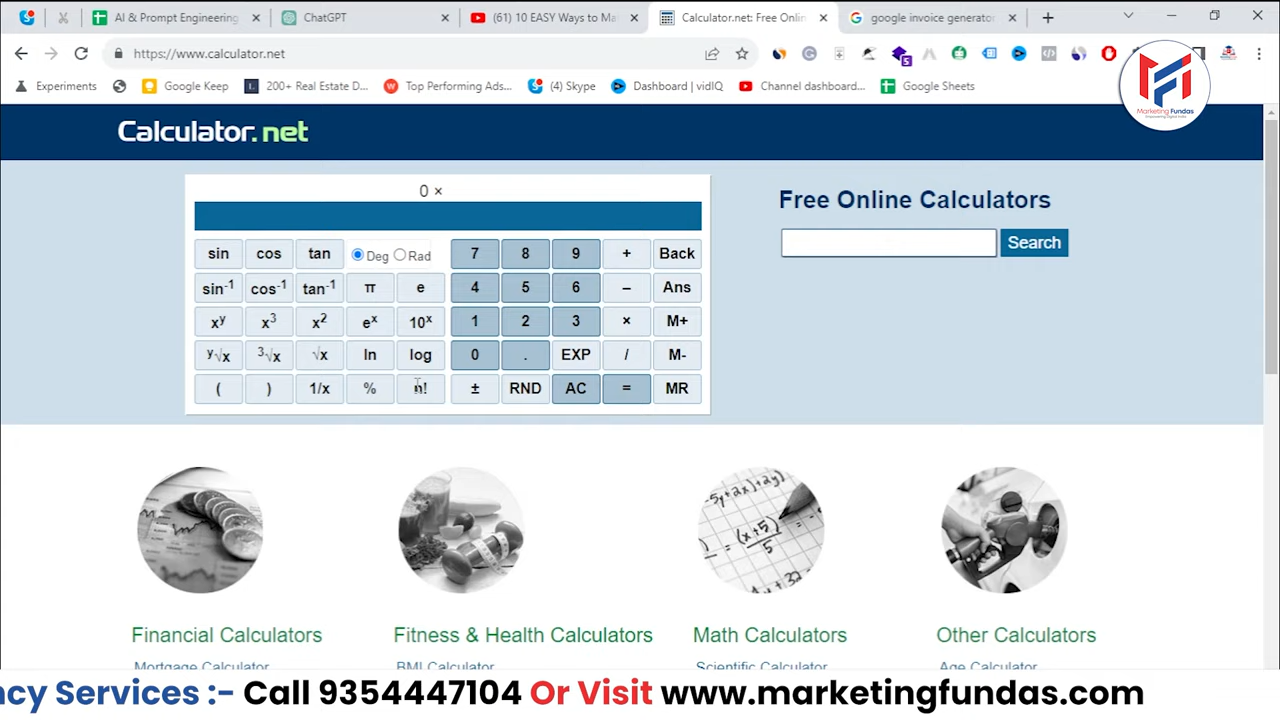 AI & Prompt Engineering
ChatGPT
(61) 10 EASY Ways to Ma
Calculator.net: Free Onlin
google invoice generator
https://www.calculator.net
5
Experiments
Google Keep
200+ Real Estate D...
Top Performing Ads...
(4) Skype
Dashboard | vidIQ
Channel dashboard...
Google Sheets
Marketing Fundas
Calculator.net
0 ×
Free Online Calculators
Search
sin cos tan Deg Rad 7 8 9 + Back
sin-1 cos-1 tan-1 π e 4 5 6 – Ans
xy x3 x2 ex 10x 1 2 3 × M+
y√x 3√x √x ln log 0 . EXP / M-
( ) 1/x % n! ± RND AC = MR
Financial Calculators
Fitness & Health Calculators
Math Calculators
Other Calculators
Mortgage Calculator
BMI Calculator
Scientific Calculator
Age Calculator
ncy Services :- Call 9354447104 Or Visit www.marketingfundas.com